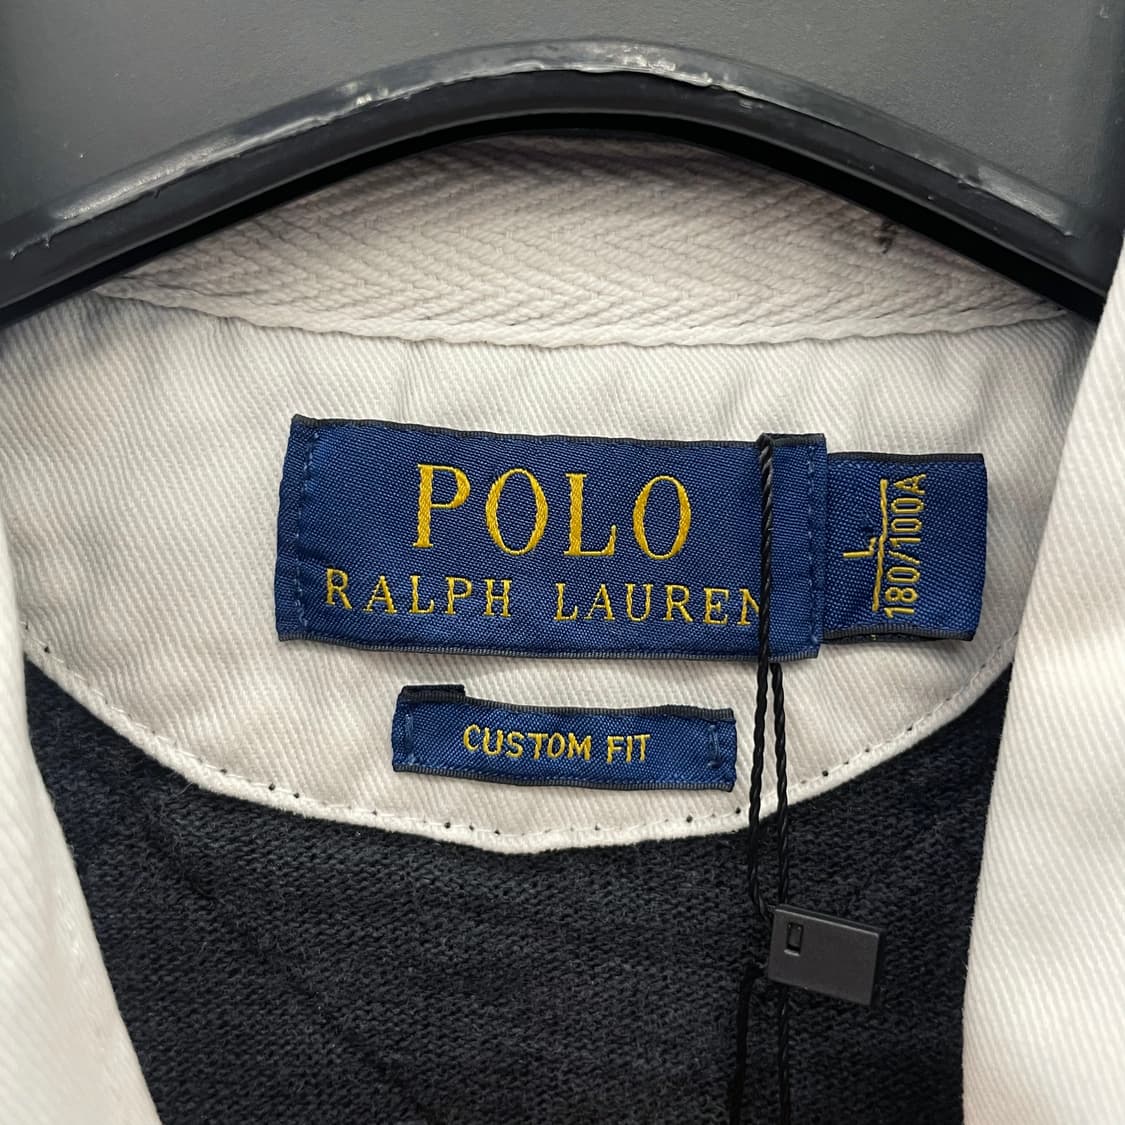 POLO
RALPH LAUREN
L
180/100A
CUSTOM FIT